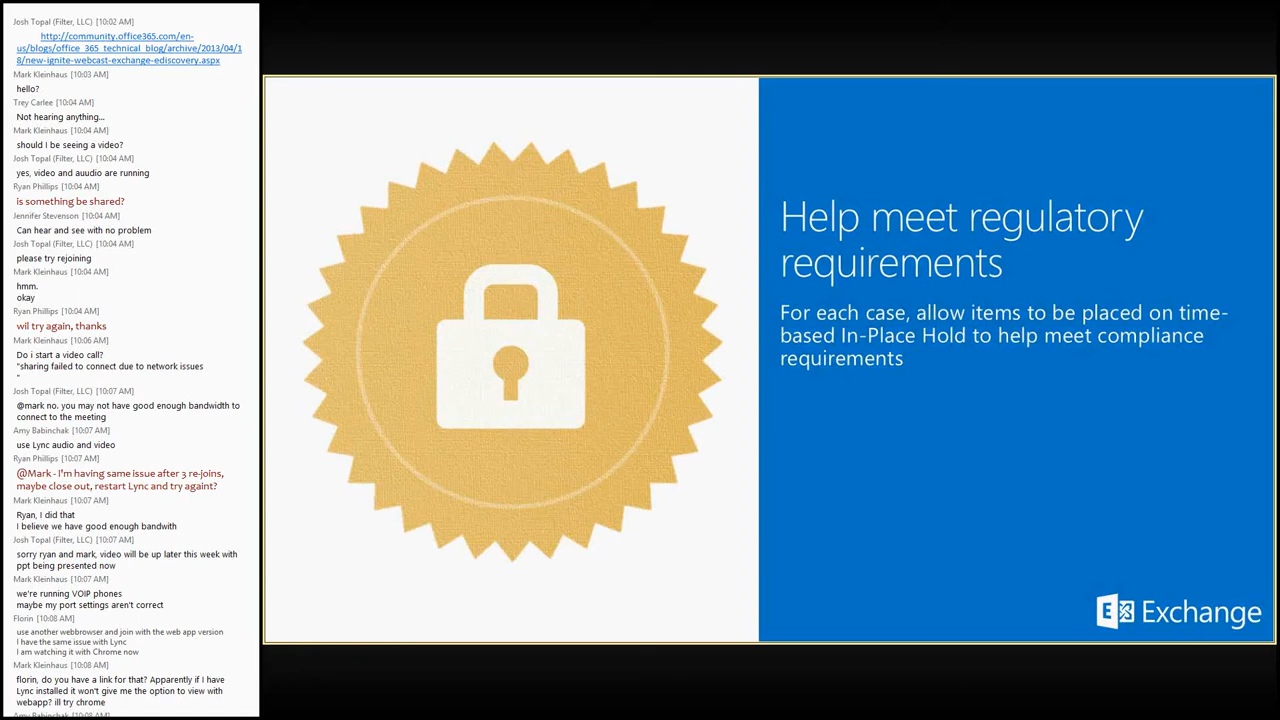 Josh Topal (Filter, LLC) [10:02 AM]
http://community.office365.com/en-
us/blogs/office_365_technical_blog/archive/2013/04/1
8/new-ignite-webcast-exchange-ediscovery.aspx
Mark Kleinhaus [10:03 AM]
hello?
Trey Carlee [10:04 AM]
Not hearing anything...
Mark Kleinhaus [10:04 AM]
should I be seeing a video?
Josh Topal (Filter, LLC) [10:04 AM]
yes, video and auudio are running
Ryan Phillips [10:04 AM]
is something be shared?
Jennifer Stevenson [10:04 AM]
Can hear and see with no problem
Josh Topal (Filter, LLC) [10:04 AM]
please try rejoining
Mark Kleinhaus [10:04 AM]
hmm.
okay
Ryan Phillips [10:04 AM]
wil try again, thanks
Mark Kleinhaus [10:06 AM]
Do i start a video call?
"sharing failed to connect due to network issues
"
Josh Topal (Filter, LLC) [10:07 AM]
@mark no. you may not have good enough bandwidth to
connect to the meeting
Amy Babinchak [10:07 AM]
use Lync audio and video
Ryan Phillips [10:07 AM]
@Mark - I'm having same issue after 3 re-joins,
maybe close out, restart Lync and try againt?
Mark Kleinhaus [10:07 AM]
Ryan, I did that
I believe we have good enough bandwith
Josh Topal (Filter, LLC) [10:07 AM]
sorry ryan and mark, video will be up later this week with
ppt being presented now
Mark Kleinhaus [10:07 AM]
we're running VOIP phones
maybe my port settings aren't correct
Florin [10:08 AM]
use another webbrowser and join with the web app version
I have the same issue with Lync
I am watching it with Chrome now
Mark Kleinhaus [10:08 AM]
florin, do you have a link for that? Apparently if I have
Lync installed it won't give me the option to view with
webapp? ill try chrome
Amy Babinchak [10:08 AM]
Help meet regulatory
requirements
For each case, allow items to be placed on time-
based In-Place Hold to help meet compliance
requirements
Exchange